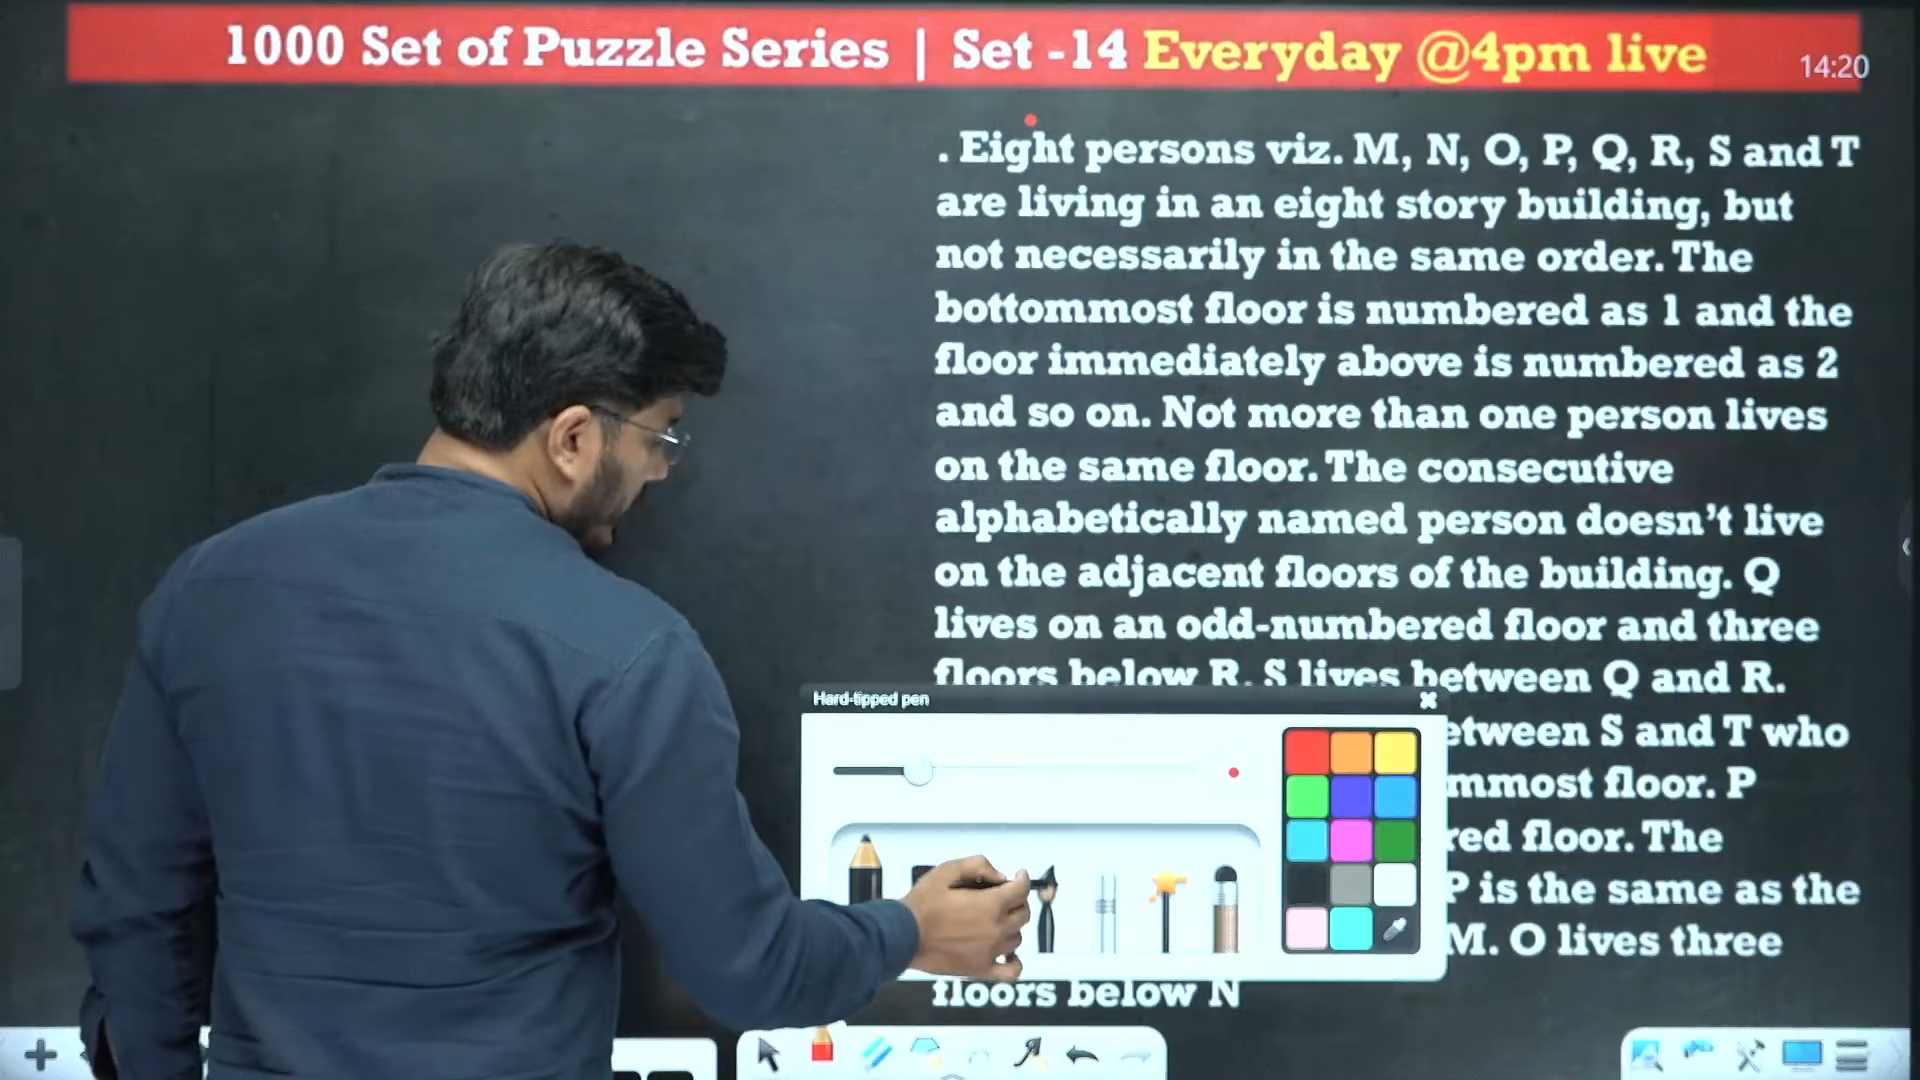 1000 Set of Puzzle Series | Set -14 Everyday @4pm live
14:20
. Eight persons viz. M, N, O, P, Q, R, S and T
are living in an eight story building, but
not necessarily in the same order. The
bottommost floor is numbered as 1 and the
floor immediately above is numbered as 2
and so on. Not more than one person lives
on the same floor. The consecutive
alphabetically named person doesn't live
on the adjacent floors of the building. Q
lives on an odd-numbered floor and three
floors below R. S lives between Q and R.
Hard-tipped pen
etween S and T who
mmost floor. P
red floor. The
P is the same as the
M. O lives three
floors below N